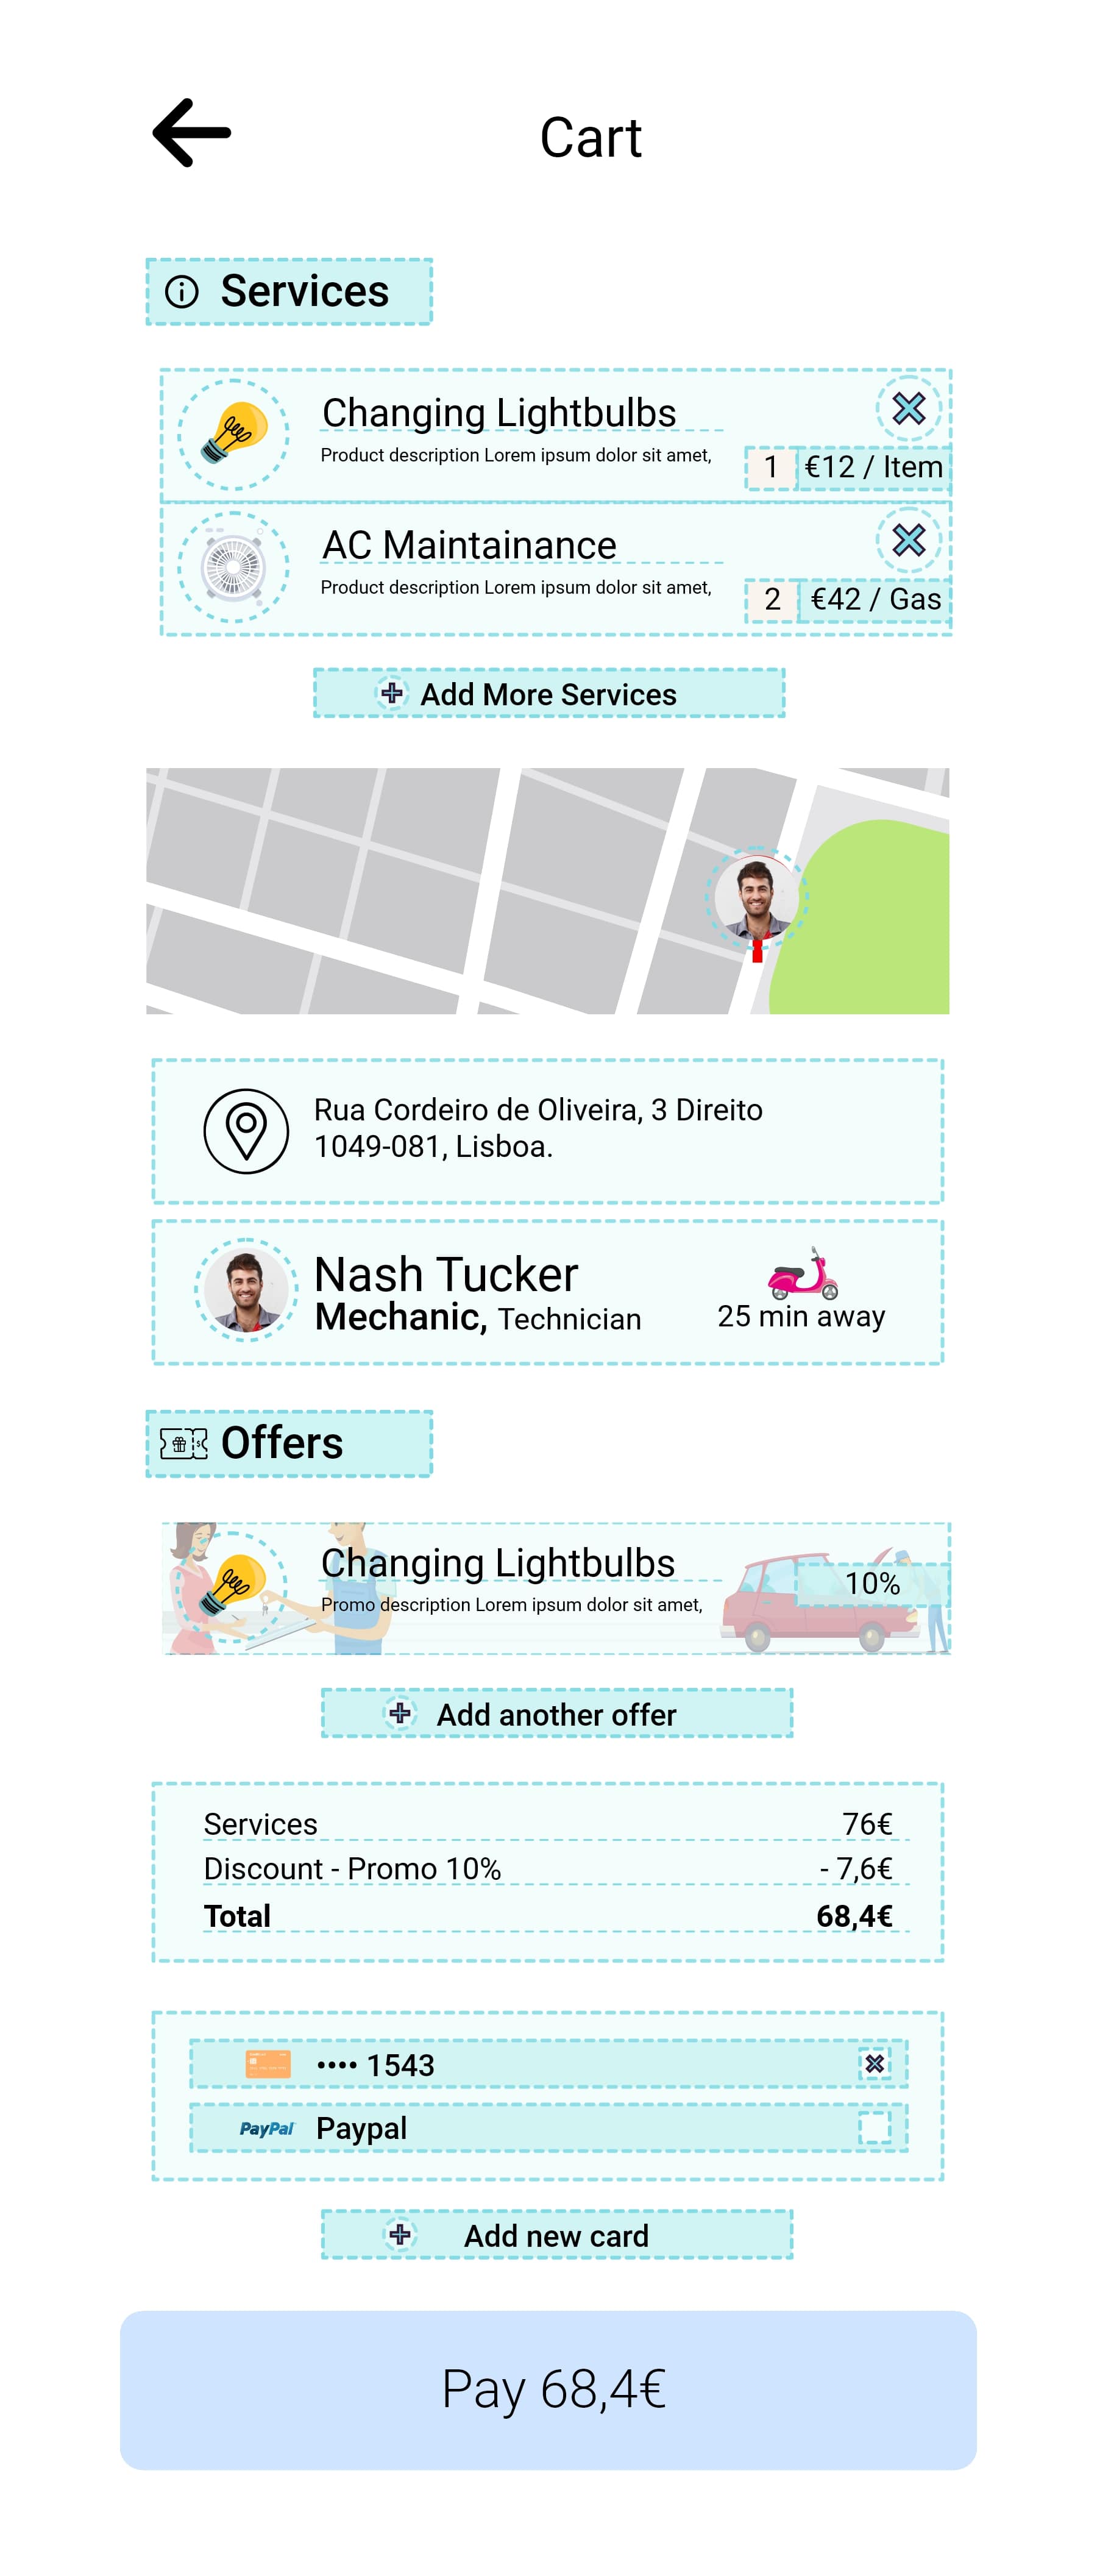 Cart
Services
Changing Lightbulbs
Product description Lorem ipsum dolor sit amet,
1 €12 / Item
AC Maintainance
Product description Lorem ipsum dolor sit amet,
2 €42 / Gas
Add More Services
Rua Cordeiro de Oliveira, 3 Direito
1049-081, Lisboa.
Nash Tucker
Mechanic, Technician
25 min away
Offers
Changing Lightbulbs
Promo description Lorem ipsum dolor sit amet,
10%
Add another offer
Services 76€
Discount - Promo 10% - 7,6€
Total 68,4€
•••• 1543
PayPal Paypal
Add new card
Pay 68,4€